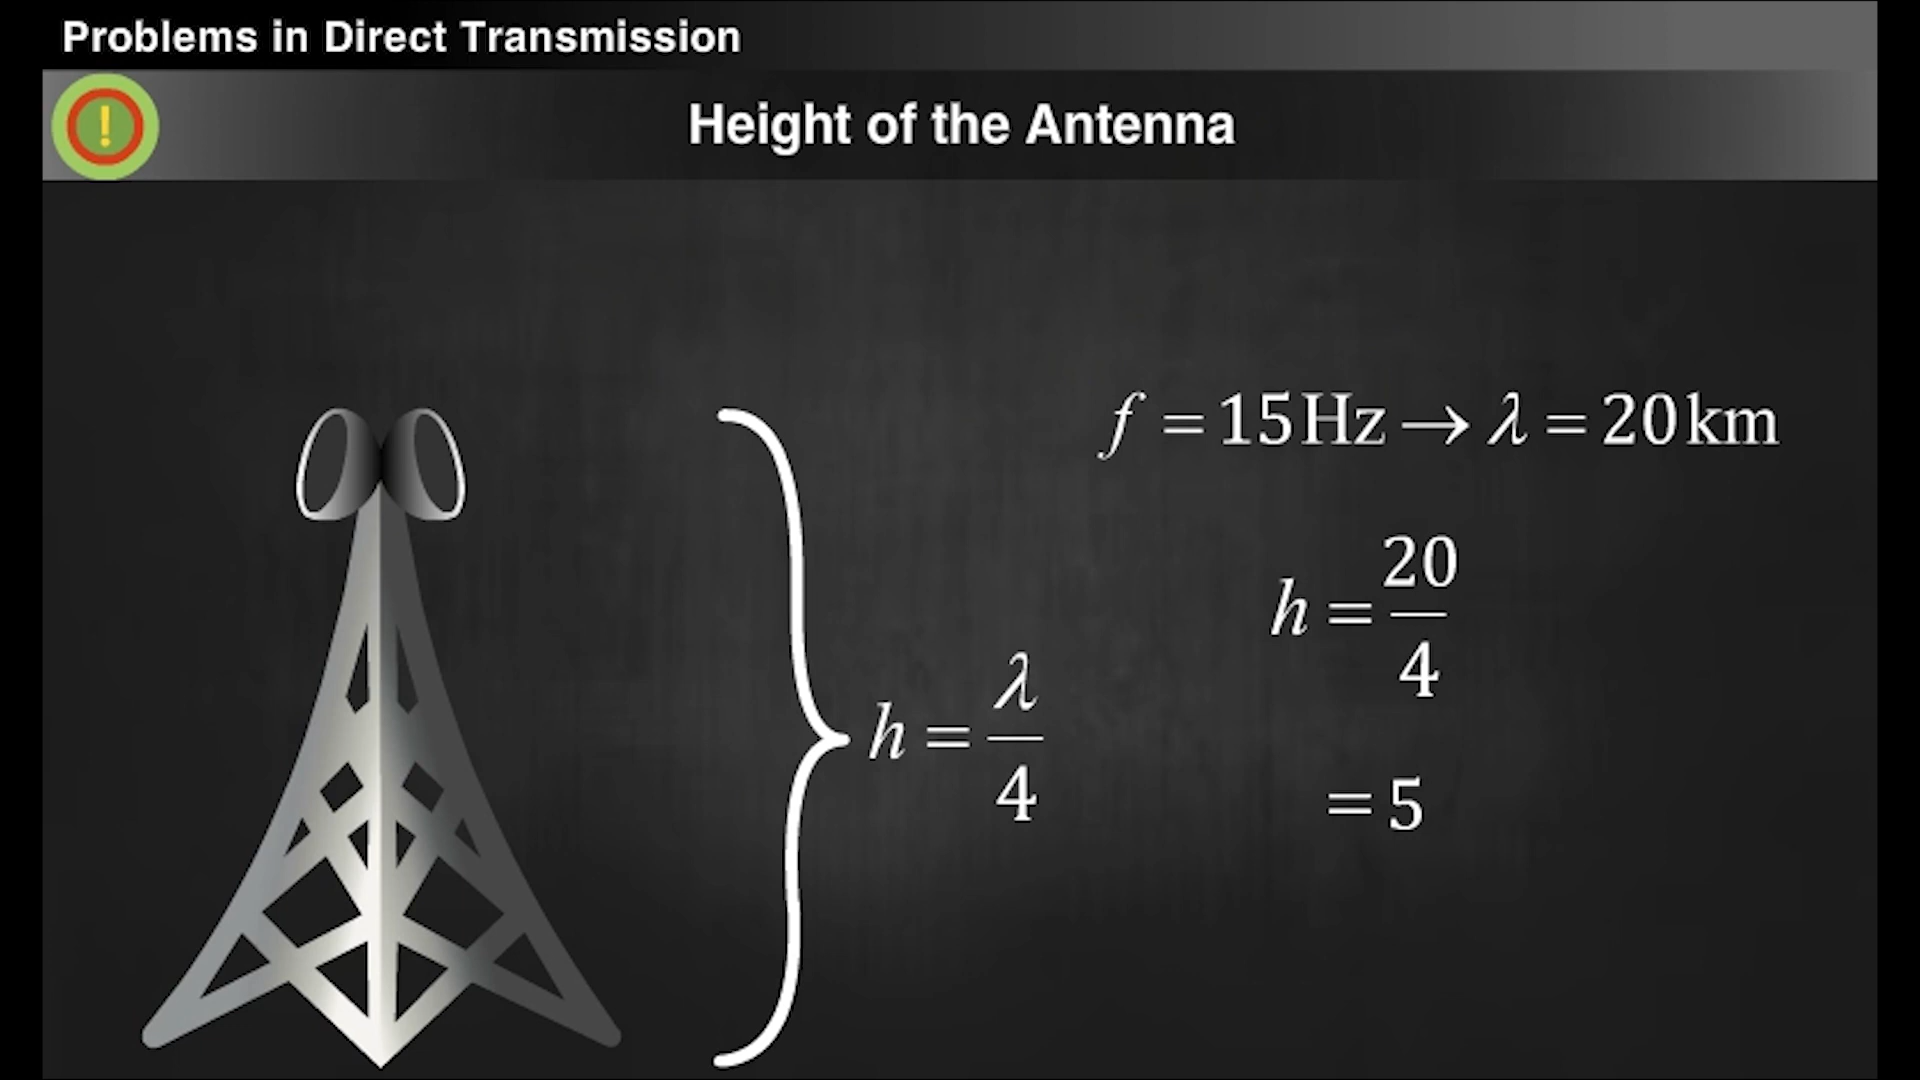 Problems in Direct Transmission
!
Height of the Antenna
f = 15 Hz → λ = 20 km
h = 20/4
= 5
h = λ/4